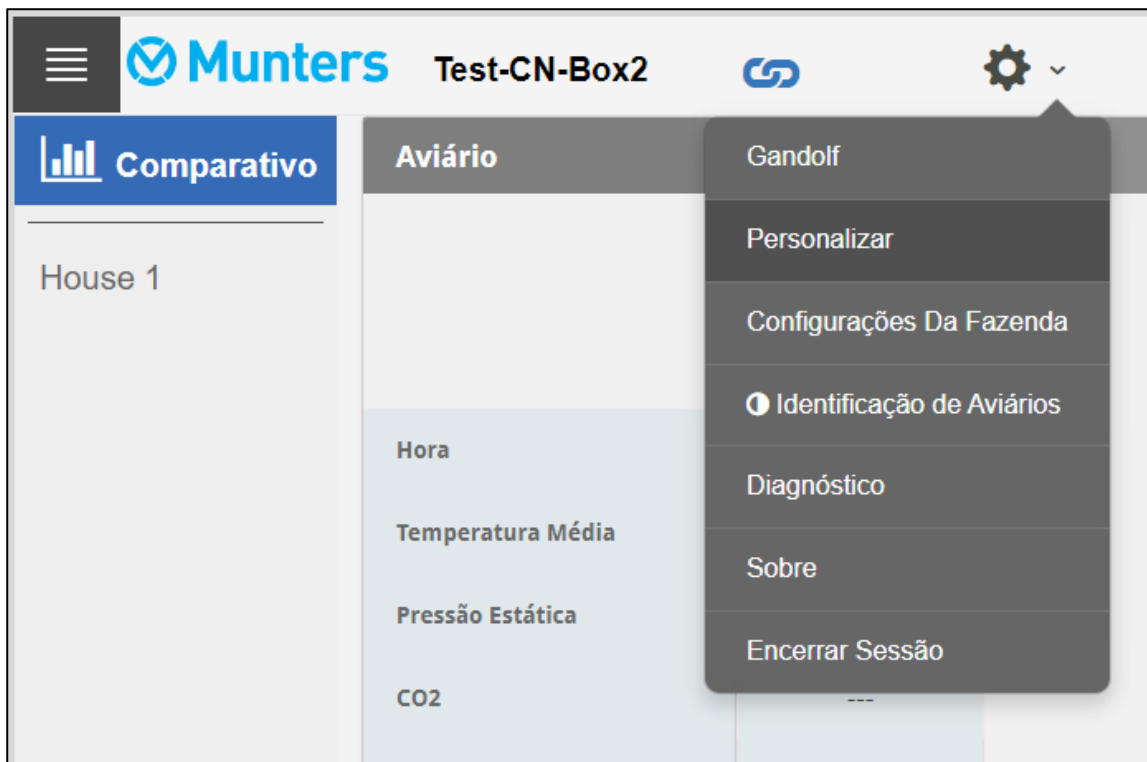 Munters Test-CN-Box2
Comparativo
House 1
Aviário
Hora
Temperatura Média
Pressão Estática
CO2
---
Gandolf
Personalizar
Configurações Da Fazenda
Identificação de Aviários
Diagnóstico
Sobre
Encerrar Sessão